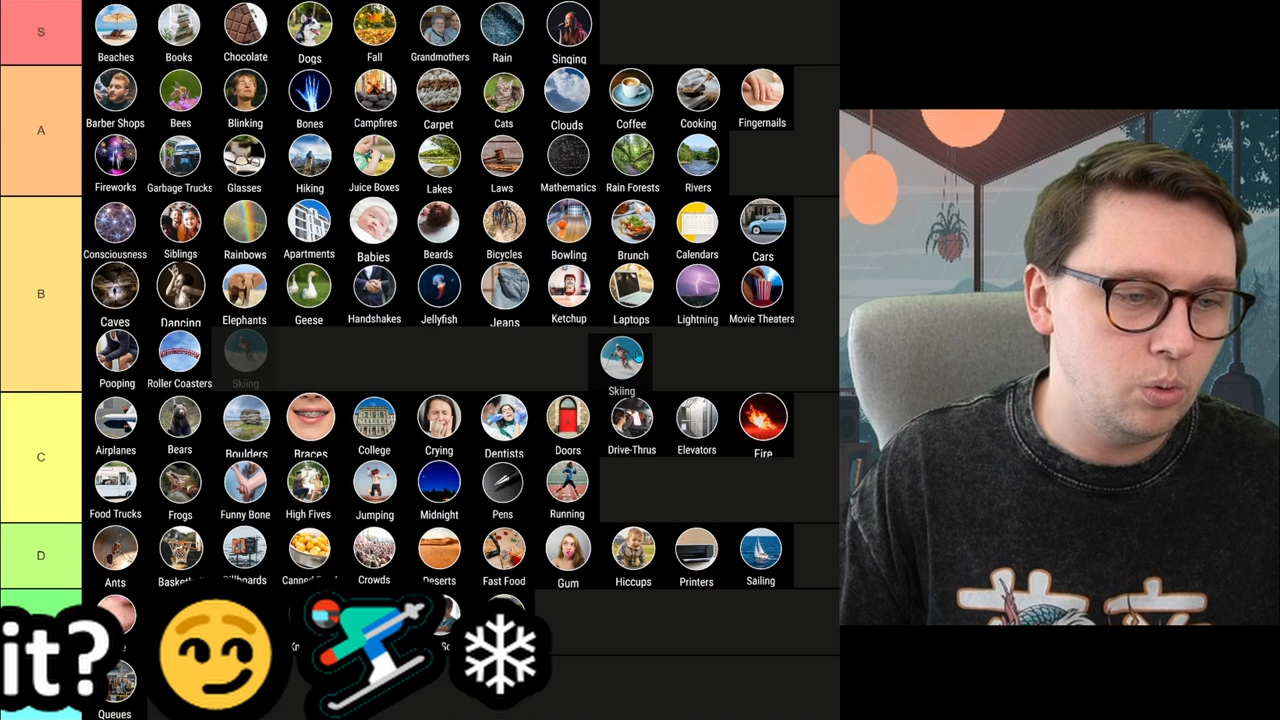 S
Beaches Books Chocolate Dogs Fall Grandmothers Rain Singing
A
Barber Shops Bees Blinking Bones Campfires Carpet Cats Clouds Coffee Cooking Fingernails
Fireworks Garbage Trucks Glasses Hiking Juice Boxes Lakes Laws Mathematics Rain Forests Rivers
B
Consciousness Siblings Rainbows Apartments Babies Beards Bicycles Bowling Brunch Calendars Cars
Caves Dancing Elephants Geese Handshakes Jellyfish Jeans Ketchup Laptops Lightning Movie Theaters
Pooping Roller Coasters Skiing Skiing
C
Airplanes Bears Boulders Braces College Crying Dentists Doors Drive-Thrus Elevators Fire
Food Trucks Frogs Funny Bone High Fives Jumping Midnight Pens Running
D
Ants Billboards Crowds Deserts Fast Food Gum Hiccups Printers Sailing
it?
Queues